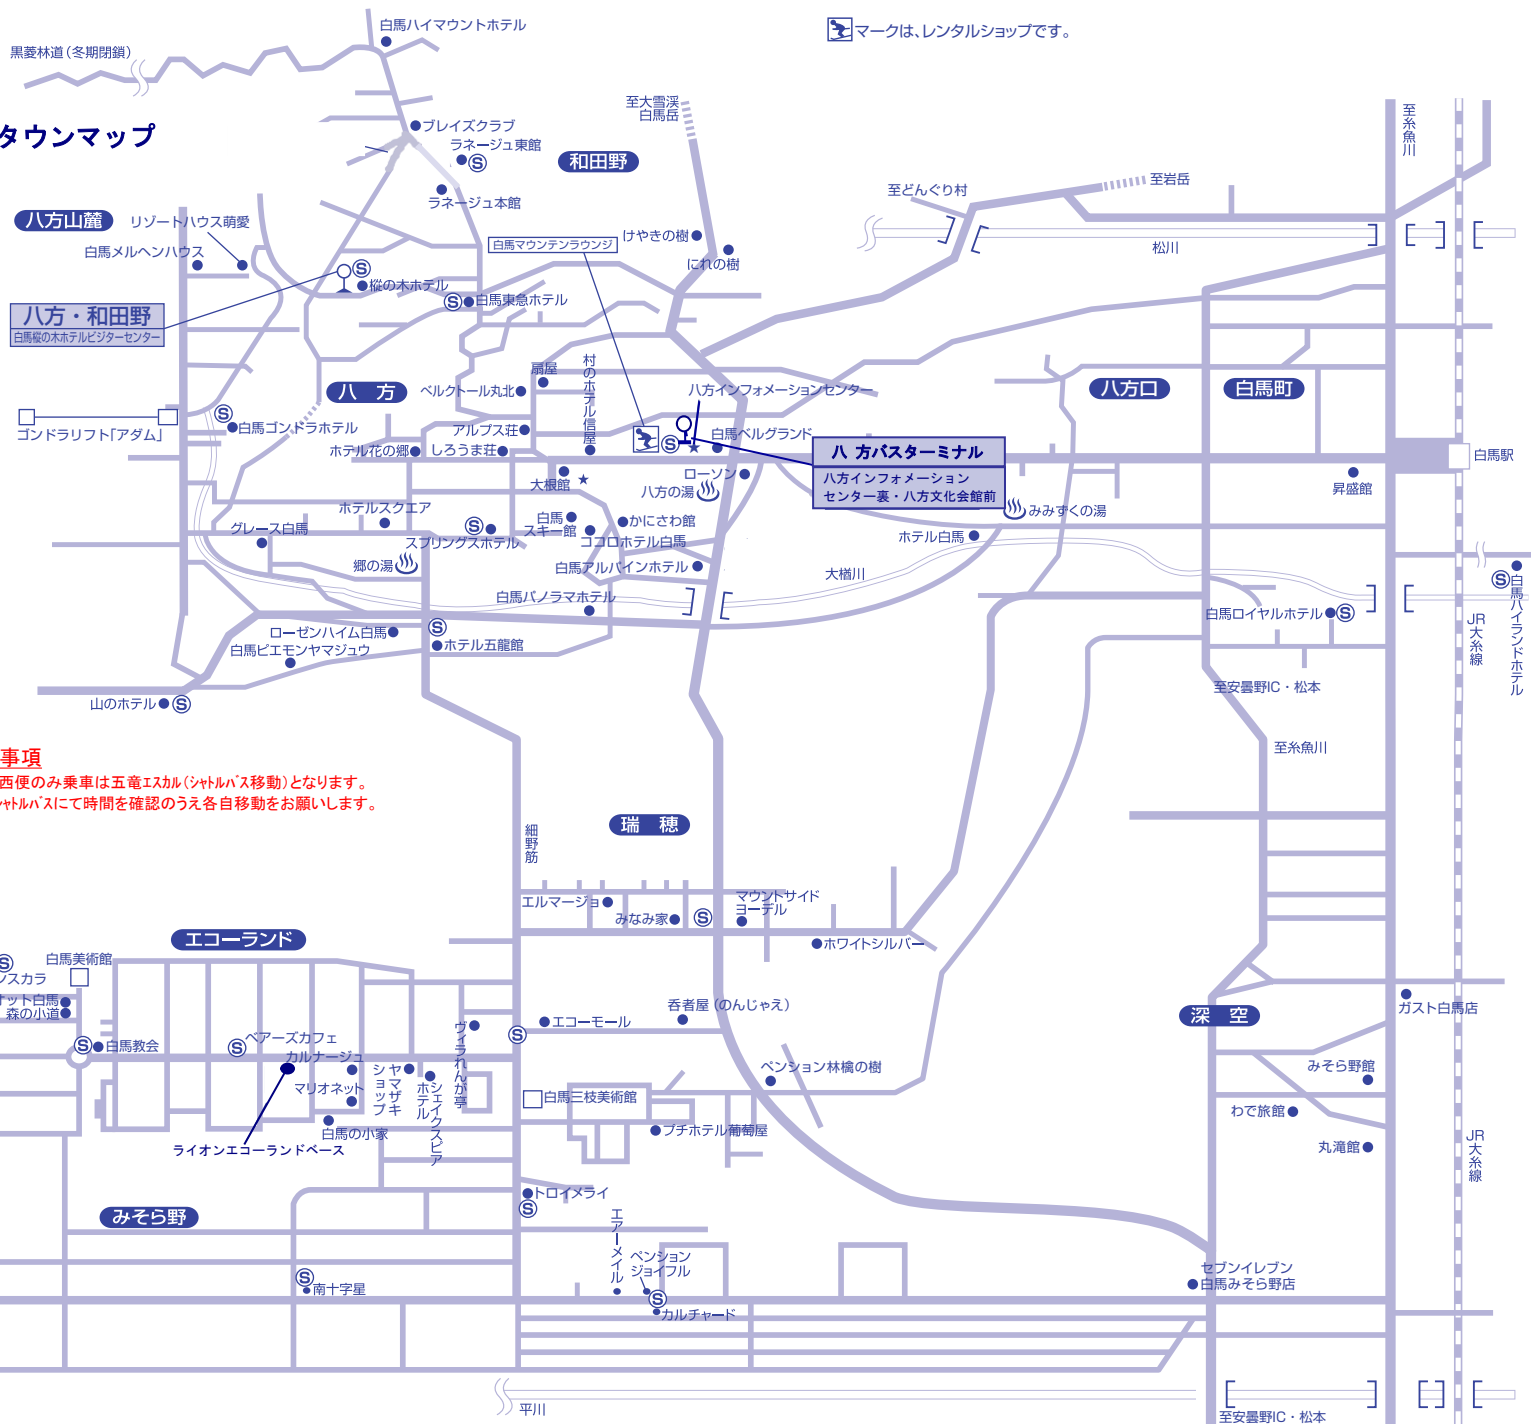 白馬ハイマウントホテル
マークは、レンタルショップです。
黒菱林道（冬期閉鎖）
タウンマップ
至大雪渓
白馬岳
至糸魚川
ブレイズクラブ
ラネージュ東館
Ⓢ
和田野
ラネージュ本館
至どんぐり村
至岩岳
八方山麓
リゾートハウス萌愛
白馬メルヘンハウス
白馬マウンテンラウンジ
けやきの樹
にれの樹
松川
Ⓢ
樅の木ホテル
Ⓢ
白馬東急ホテル
八方・和田野
白馬樅の木ホテルビジターセンター
村のホテル信屋
扇屋
八　方
ベルクトール丸北
八方インフォメーションセンター
八方口
白馬町
Ⓢ
白馬ゴンドラホテル
ゴンドラリフト「アダム」
アルプス荘
ホテル花の郷
しろうま荘
Ⓢ
★
白馬ベルグランド
八 方バスターミナル
八方インフォメーション
センター裏・八方文化会館前
白馬駅
大根館
★
ローソン
八方の湯
昇盛館
ホテルスクエア
グレース白馬
Ⓢ
スプリングスホテル
白馬
スキー館
かにさわ館
ココロホテル白馬
みみずくの湯
ホテル白馬
郷の湯
白馬アルパインホテル
大楢川
Ⓢ
白馬ハイランドホテル
白馬パノラマホテル
白馬ロイヤルホテル
Ⓢ
JR大糸線
ローゼンハイム白馬
Ⓢ
ホテル五龍館
白馬ピエモンヤマジュウ
山のホテル
Ⓢ
至安曇野IC・松本
至糸魚川
事項
西便のみ乗車は五竜エスカル（シャトルバス移動）となります。
シャトルバスにて時間を確認のうえ各自移動をお願いします。
瑞　穂
細野筋
エルマージョ
みなみ家
Ⓢ
マウントサイド
ヨーデル
ホワイトシルバー
エコーランド
Ⓢ
ンスカラ
白馬美術館
オット白馬
森の小道
Ⓢ
白馬教会
Ⓢ
ベアーズカフェ
カルナージュ
マリオネット
白馬の小家
ライオンエコーランドベース
ヤマザキ
ショップ
シェイクスピア
ホテル
ヴィラれんが亭
Ⓢ
エコーモール
呑者屋（のんじゃえ）
ペンション林檎の樹
白馬三枝美術館
プチホテル葡萄屋
深　空
ガスト白馬店
みそら野館
わで旅館
丸滝館
JR大糸線
トロイメライ
Ⓢ
みそら野
Ⓢ
南十字星
エアーメイル
ペンション
ジョイフル
Ⓢ
カルチャード
セブンイレブン
白馬みそら野店
平川
至安曇野IC・松本